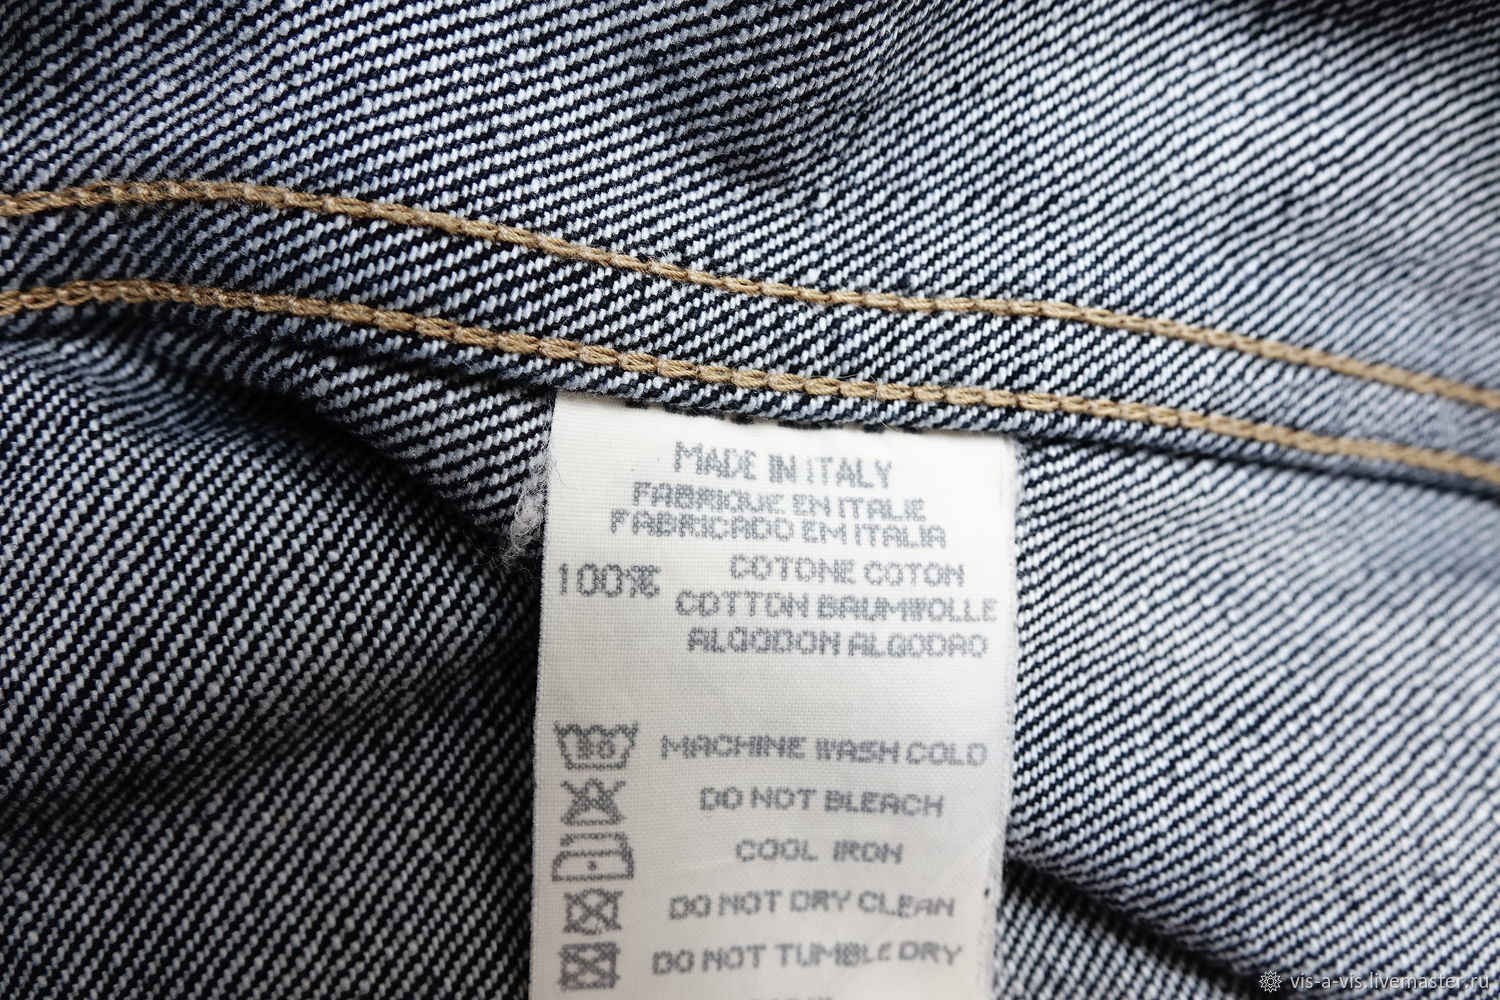 MADE IN ITALY
FABRIQUE EN ITALIE
FABRICADO EM ITALIA
100% COTONE COTON
COTTON BAUMWOLLE
ALGODON ALGODAO
30 MACHINE WASH COLD
DO NOT BLEACH
COOL IRON
DO NOT DRY CLEAN
DO NOT TUMBLE DRY
vis-a-vis.livemaster.ru